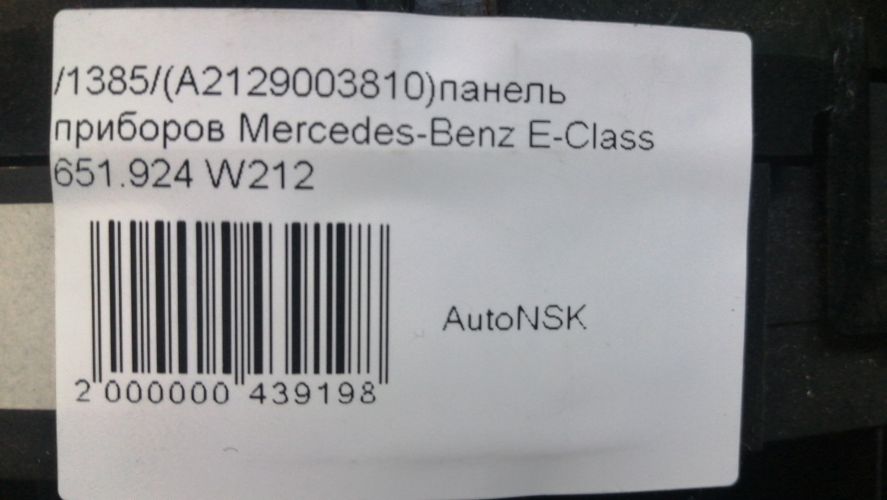 /1385/(A2129003810)панель
приборов Mercedes-Benz E-Class
651.924 W212
AutoNSK
2 000000 439198